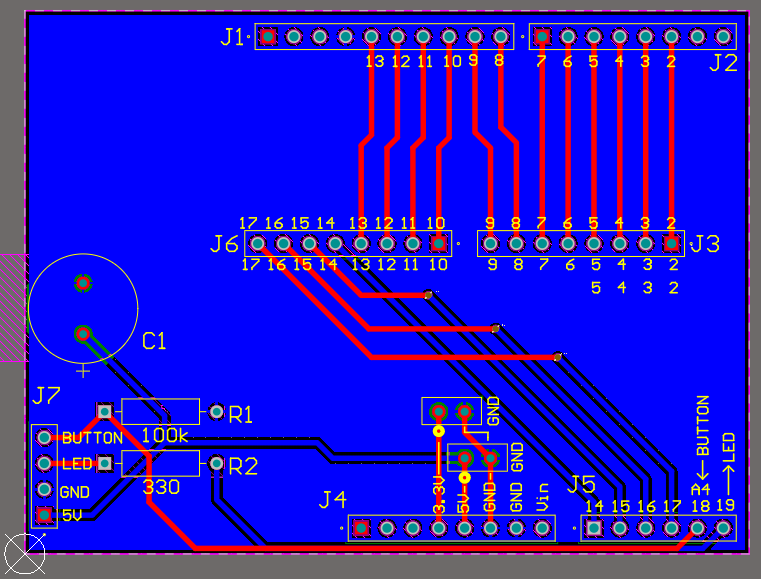 J1
13 12 11 10 9 8
7 6 5 4 3 2
J2
17 16 15 14 13 12 11 10
9 8 7 6 5 4 3 2
J6
J3
17 16 15 14 13 12 11 10
9 8 7 6 5 4 3 2
5 4 3 2
C1
+
J7
R1
100k
BUTTON
LED
R2
330
GND
5V
GND
GND
J4
3.3V
5V
GND
GND
Vin
J5
BUTTON
LED
A4
14 15 16 17 18 19